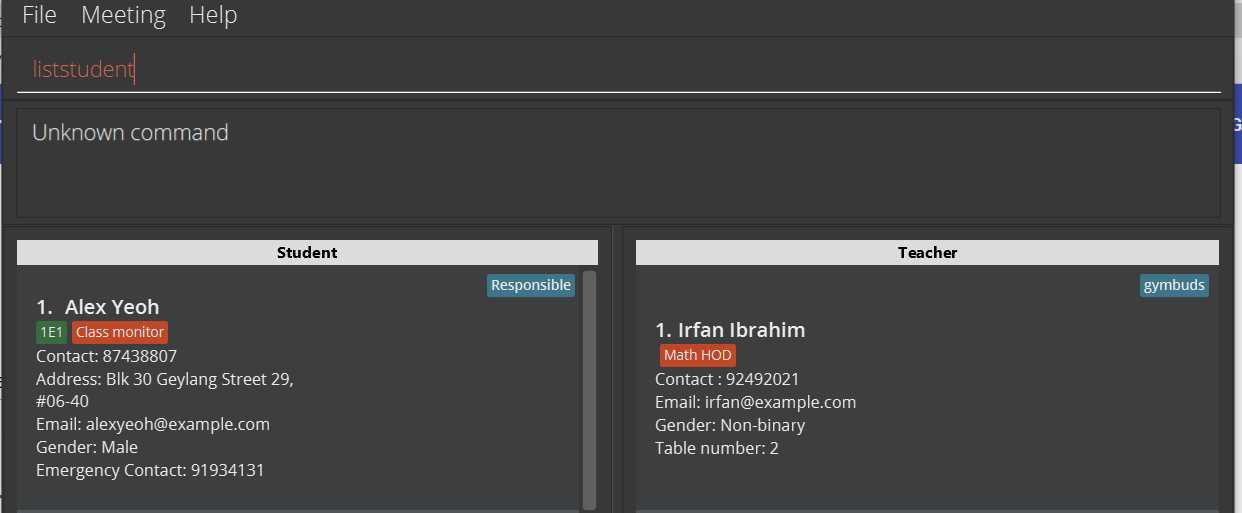 File Meeting Help
liststudent
Unknown command
Student
Responsible
1. Alex Yeoh
1E1 Class monitor
Contact: 87438807
Address: Blk 30 Geylang Street 29,
#06-40
Email: alexyeoh@example.com
Gender: Male
Emergency Contact: 91934131
Teacher
gymbuds
1. Irfan Ibrahim
Math HOD
Contact : 92492021
Email: irfan@example.com
Gender: Non-binary
Table number: 2